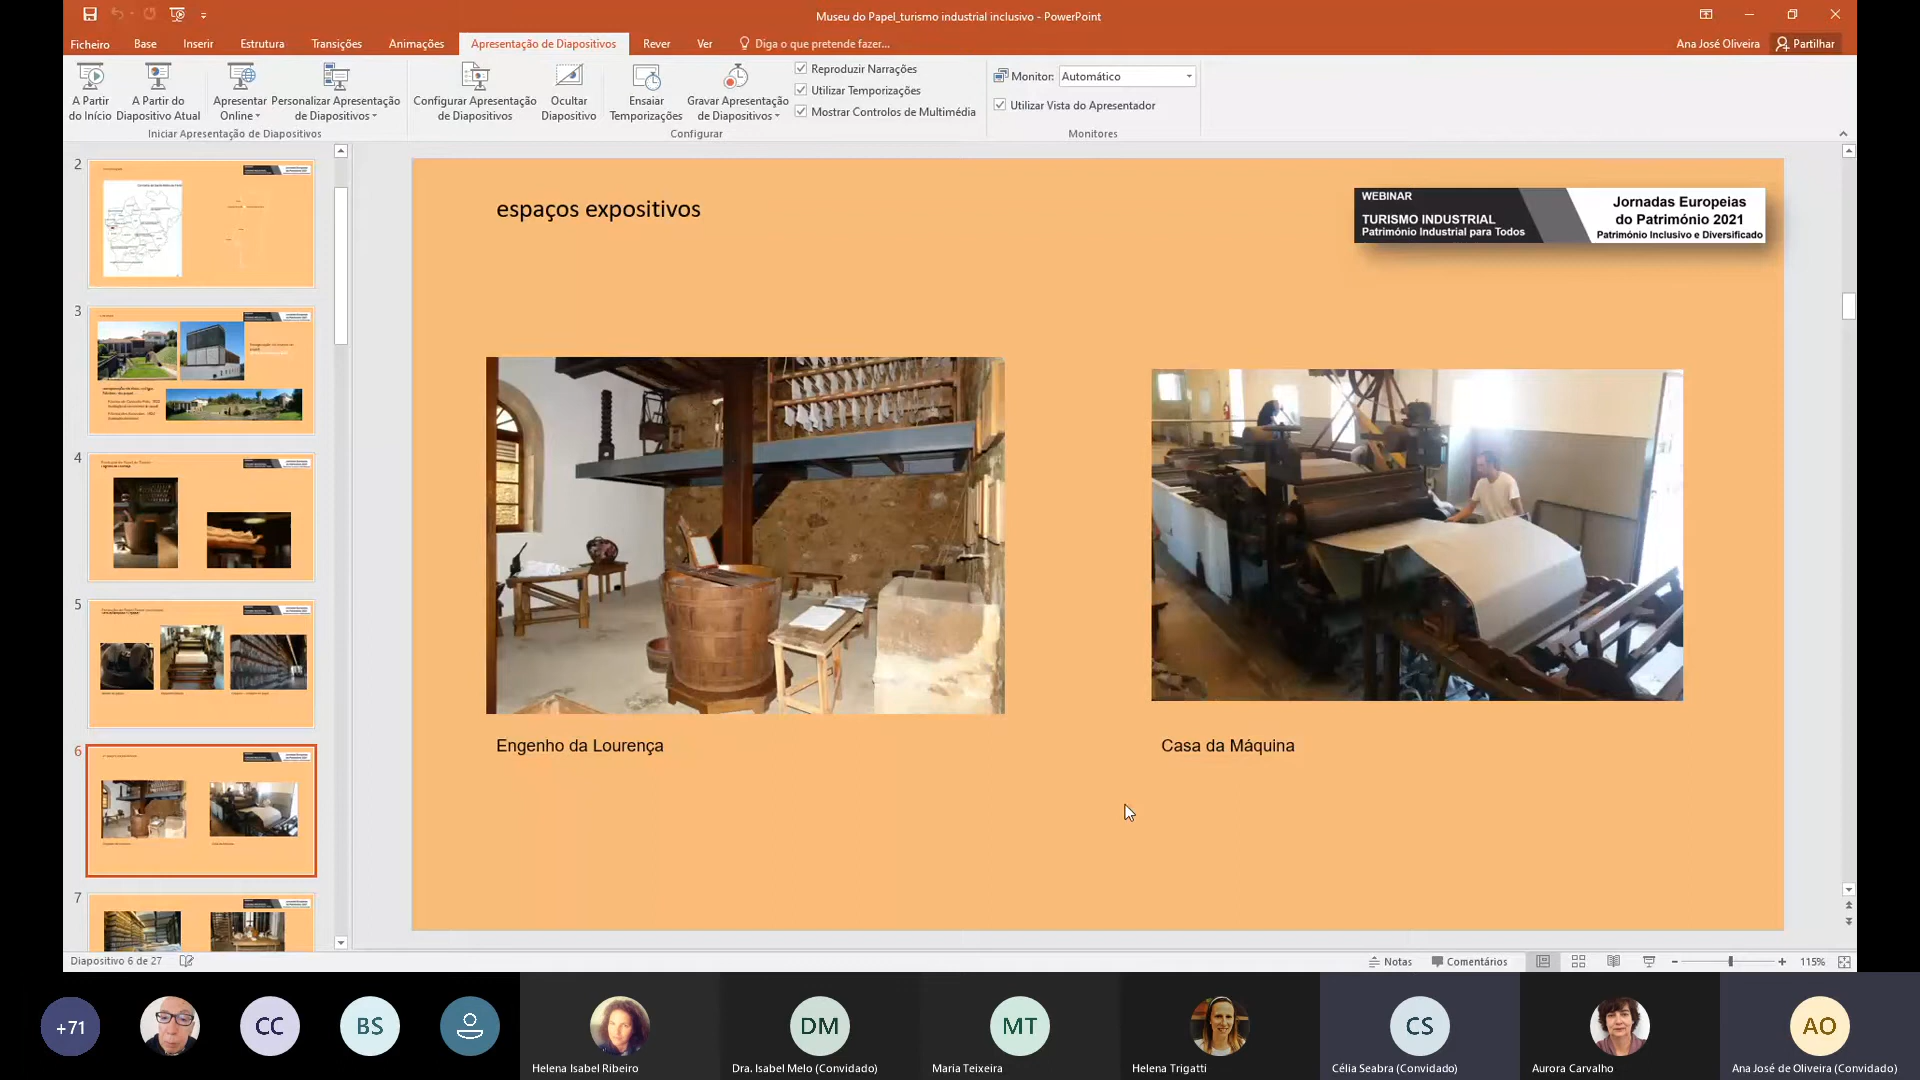 Museu do Papel_turismo industrial inclusivo - PowerPoint
Ficheiro Base Inserir Estrutura Transições Animações Apresentação de Diapositivos Rever Ver Diga o que pretende fazer... Ana José Oliveira Partilhar
A Partir do Início
A Partir do Diapositivo Atual
Apresentar Online
Personalizar Apresentação de Diapositivos
Iniciar Apresentação de Diapositivos
Configurar Apresentação de Diapositivos
Ocultar Diapositivo
Ensaiar Temporizações
Gravar Apresentação de Diapositivos
Reproduzir Narrações
Utilizar Temporizações
Mostrar Controlos de Multimédia
Configurar
Monitor: Automático
Utilizar Vista do Apresentador
Monitores
2
3
4
5
6
7
espaços expositivos
WEBINAR
TURISMO INDUSTRIAL
Património Industrial para Todos
Jornadas Europeias
do Património 2021
Património Inclusivo e Diversificado
Engenho da Lourença
Casa da Máquina
Diapositivo 6 de 27
Notas Comentários 115%
+71
CC
BS
DM
MT
CS
AO
Helena Isabel Ribeiro
Dra. Isabel Melo (Convidado)
Maria Teixeira
Helena Trigatti
Célia Seabra (Convidado)
Aurora Carvalho
Ana José de Oliveira (Convidado)